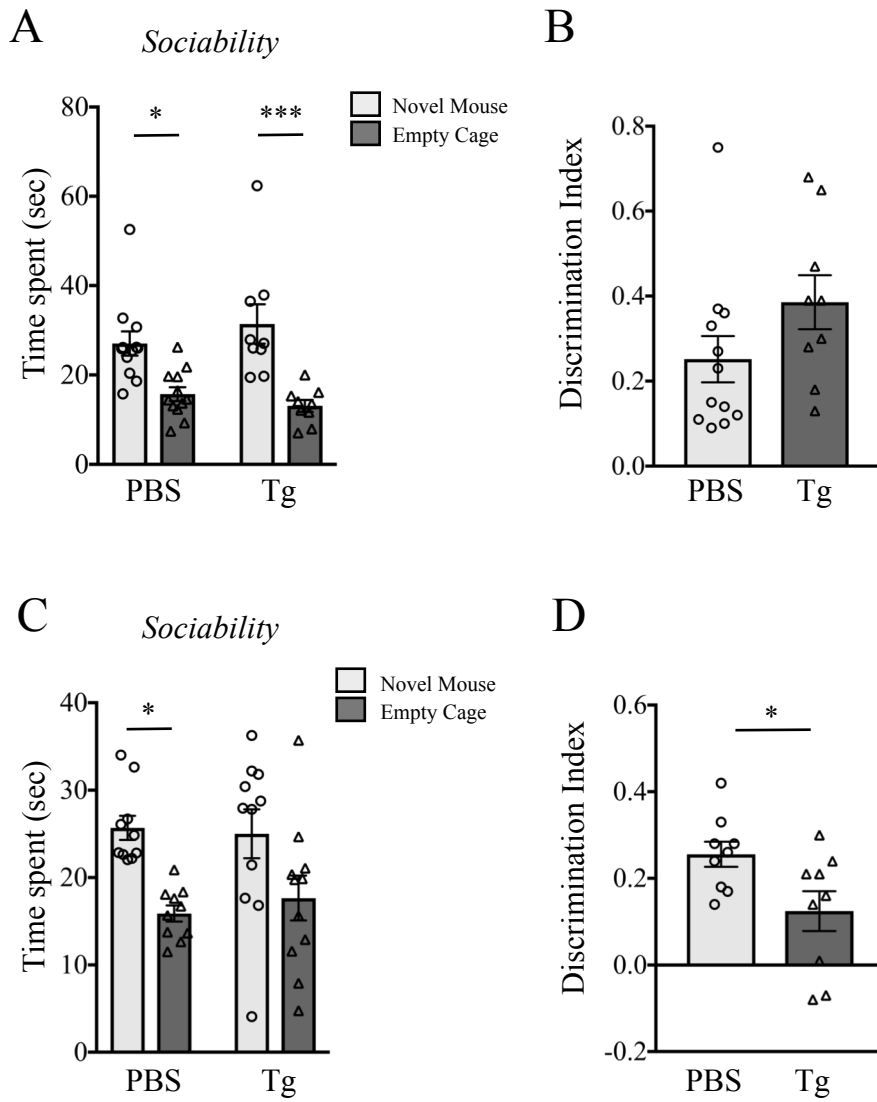 A
Sociability
* ***
Novel Mouse
Empty Cage
80
60
40
20
0
Time spent (sec)
PBS Tg
B
0.8
0.6
0.4
0.2
0.0
Discrimination Index
PBS Tg
C
Sociability
*
Novel Mouse
Empty Cage
40
30
20
10
0
Time spent (sec)
PBS Tg
D
*
0.6
0.4
0.2
0.0
-0.2
Discrimination Index
PBS Tg